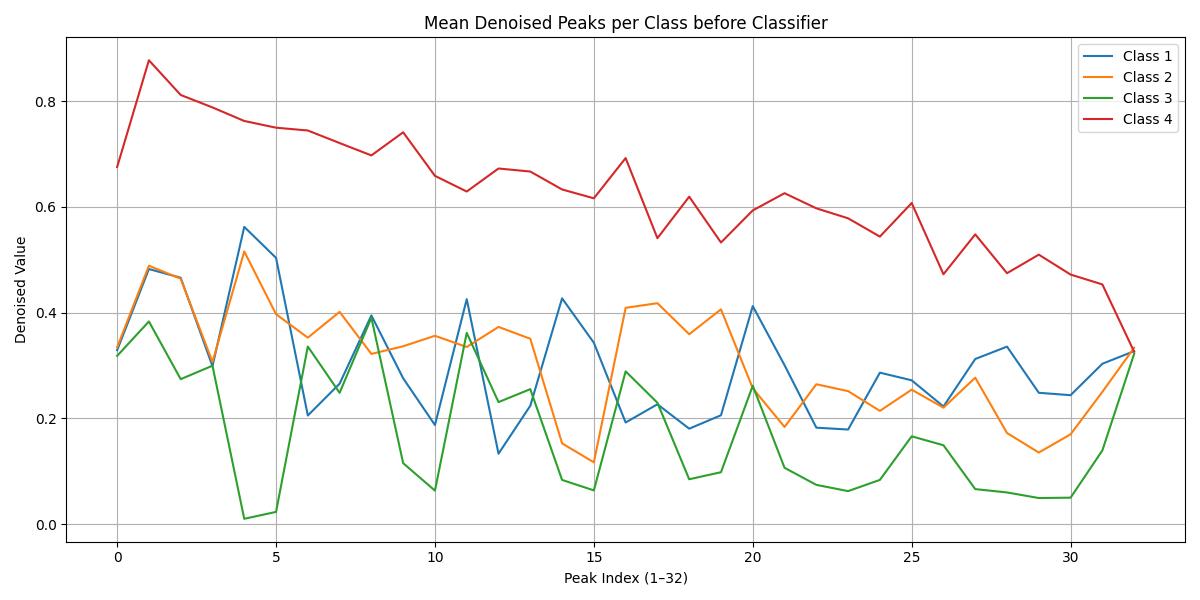 Mean Denoised Peaks per Class before Classifier
Class 1
Class 2
Class 3
Class 4
Denoised Value
0.8
0.6
0.4
0.2
0.0
0 5 10 15 20 25 30
Peak Index (1–32)